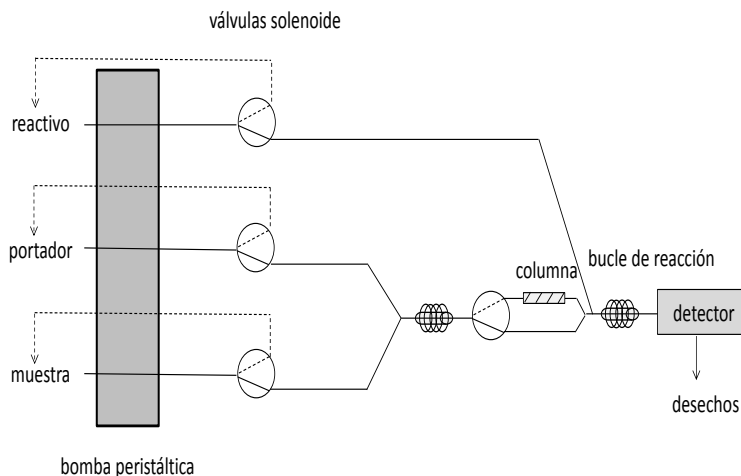 válvulas solenoide
reactivo
portador
columna
bucle de reacción
detector
muestra
desechos
bomba peristáltica